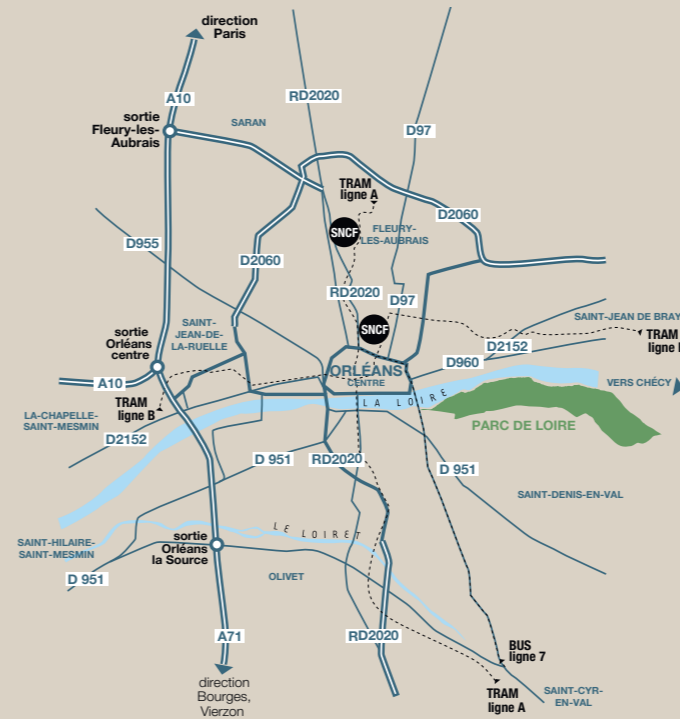 direction
Paris
A10
RD2020
sortie
Fleury-les-
Aubrais
SARAN
D97
TRAM
ligne A
D2060
SNCF
FLEURY-
LES-AUBRAIS
D955
D2060
RD2020
D97
SAINT-
JEAN-DE-
LA-RUELLE
SNCF
SAINT-JEAN DE BRAY
sortie
Orléans
centre
TRAM
D2152
D960
ORLÉANS
CENTRE
A10
VERS CHÉCY
LA LOIRE
TRAM
ligne B
LA-CHAPELLE-
SAINT-MESMIN
PARC DE LOIRE
D2152
D 951
RD2020
D 951
SAINT-DENIS-EN-VAL
LE LOIRET
sortie
Orléans
la Source
SAINT-HILAIRE-
SAINT-MESMIN
D 951
OLIVET
A71
RD2020
BUS
ligne 7
direction
Bourges,
Vierzon
TRAM
ligne A
SAINT-CYR-
EN-VAL